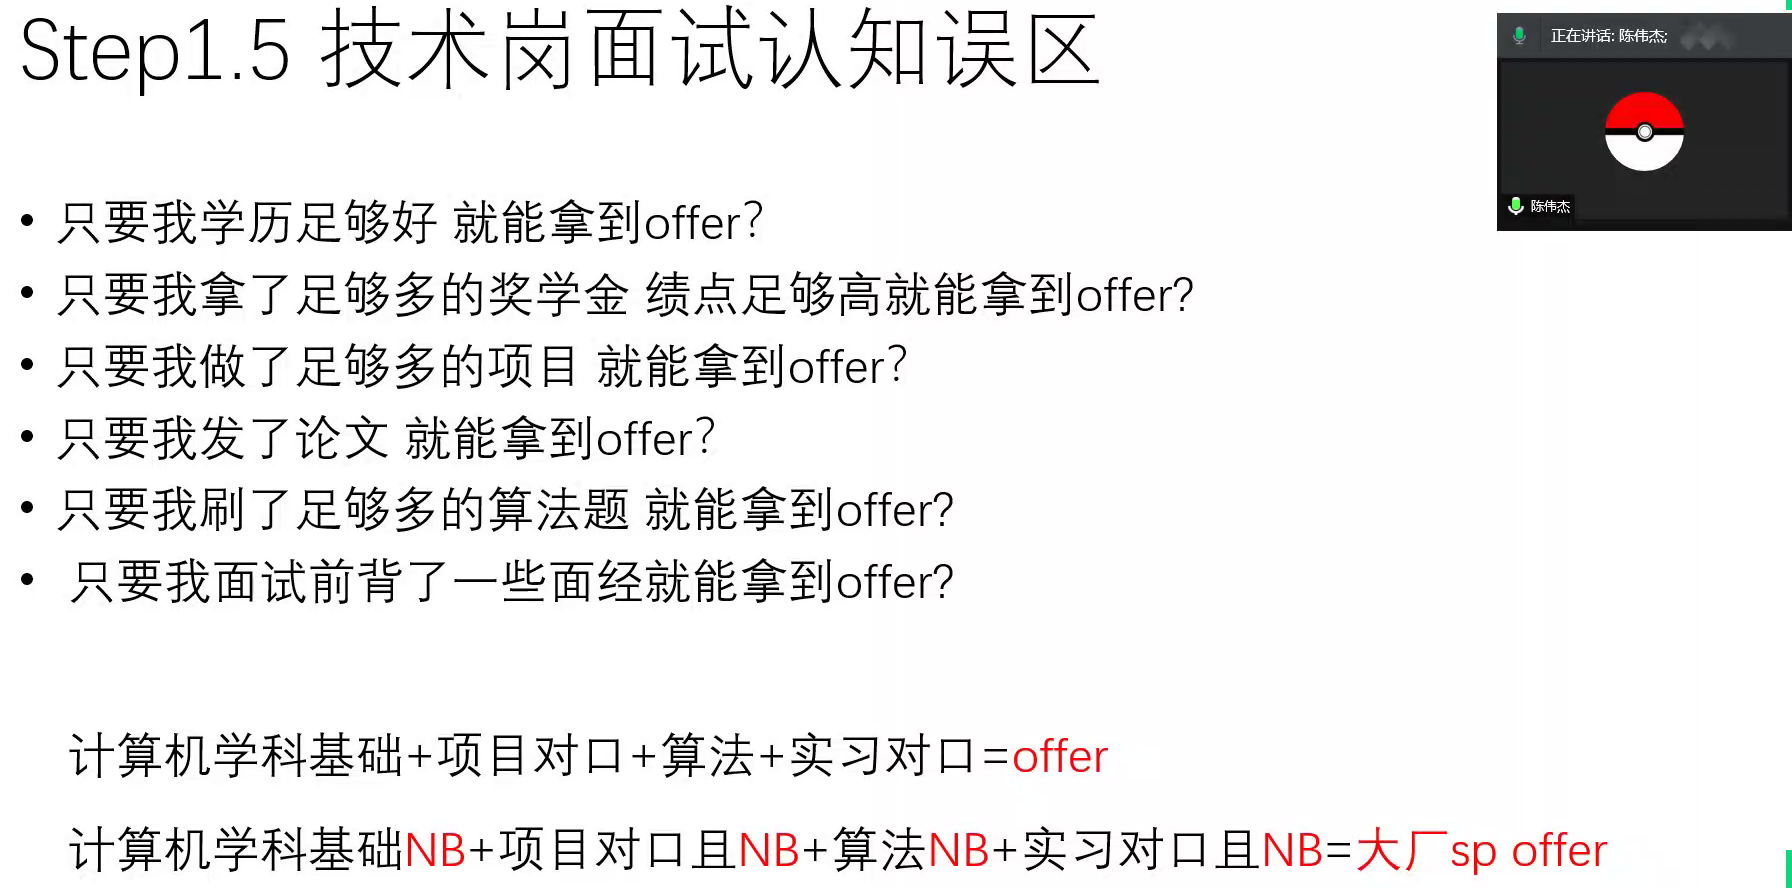 Step1.5 技术岗面试认知误区
正在讲话: 陈伟杰;
陈伟杰
• 只要我学历足够好 就能拿到offer？
• 只要我拿了足够多的奖学金 绩点足够高就能拿到offer?
• 只要我做了足够多的项目 就能拿到offer？
• 只要我发了论文 就能拿到offer？
• 只要我刷了足够多的算法题 就能拿到offer?
• 只要我面试前背了一些面经就能拿到offer?
计算机学科基础+项目对口+算法+实习对口=offer
计算机学科基础NB+项目对口且NB+算法NB+实习对口且NB=大厂sp offer